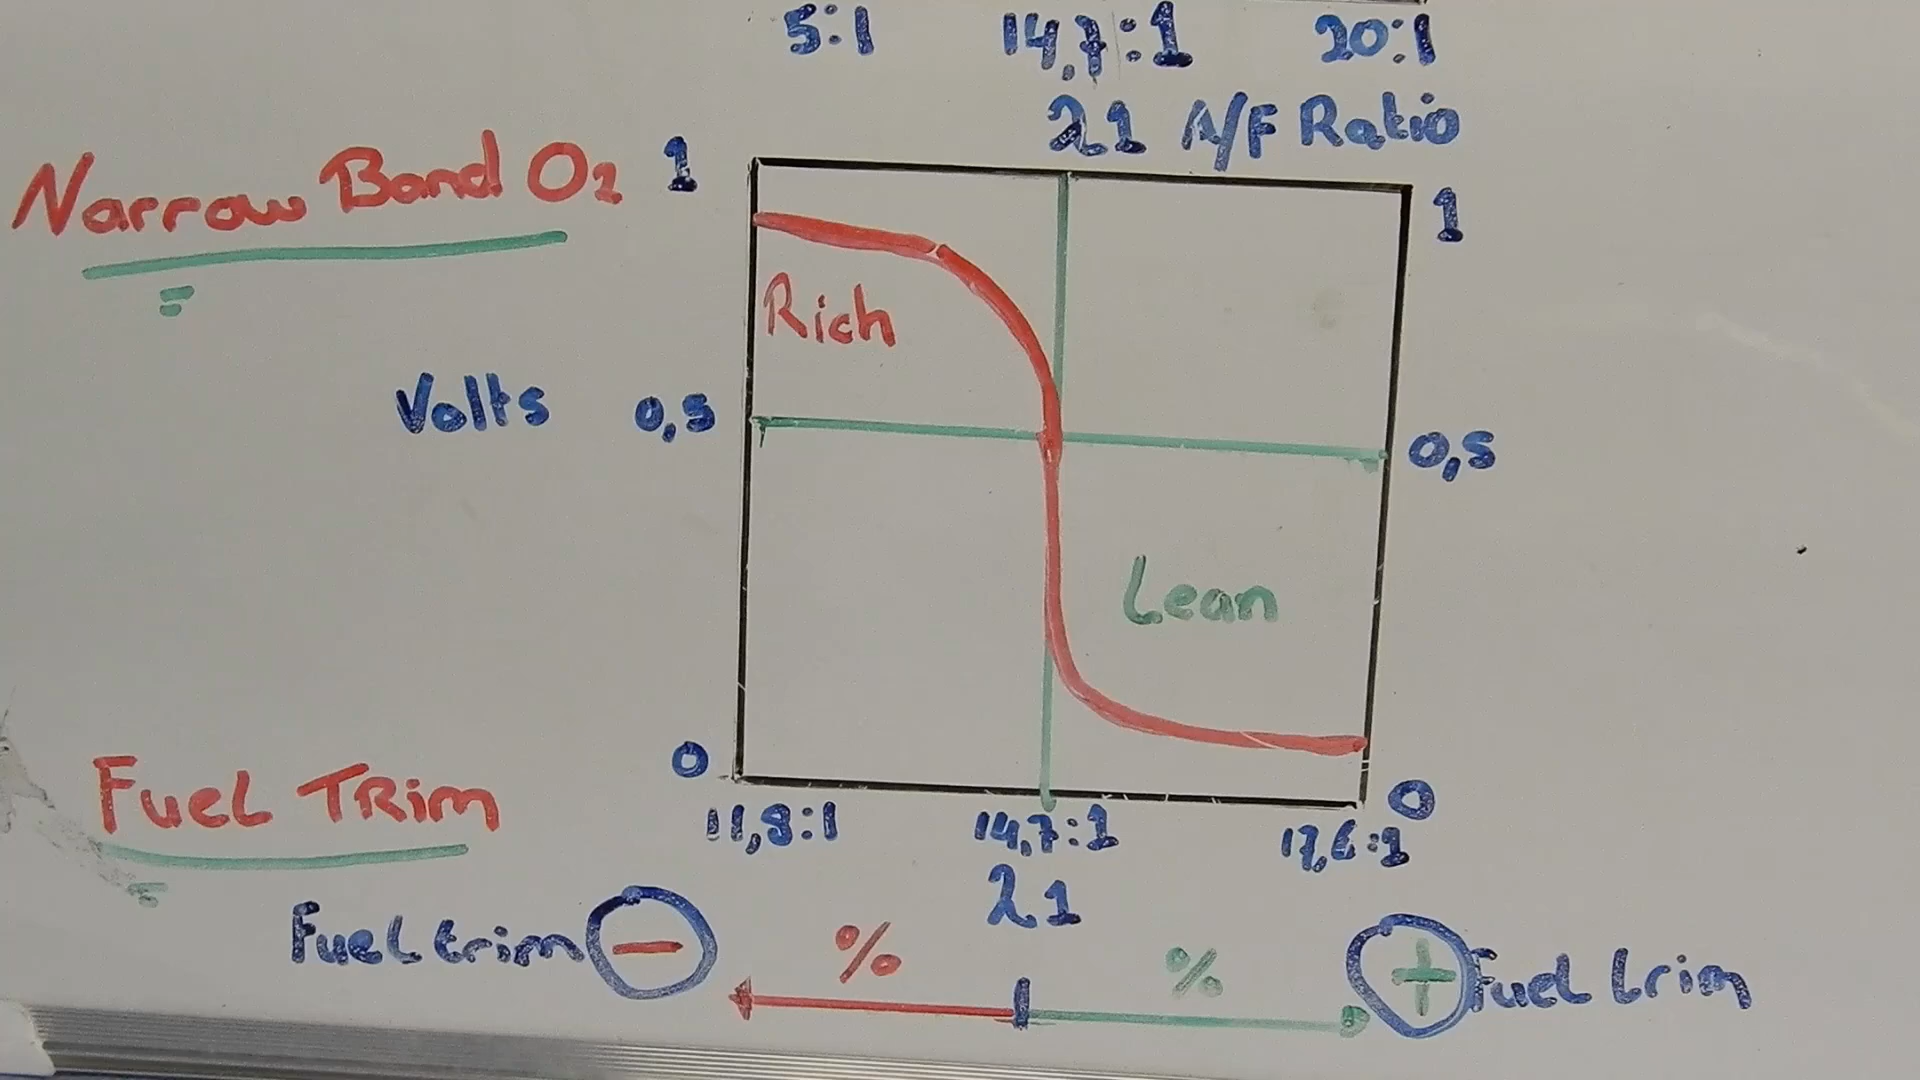 5:1 14,7:1 20:1
λ1 A/F Ratio
Narrow Band O2
1 1
Rich
Volts 0,5 0,5
Lean
0 0
Fuel TRim
11,8:1 14,7:1 17,6:1
λ1
Fuel trim − % % + Fuel trim